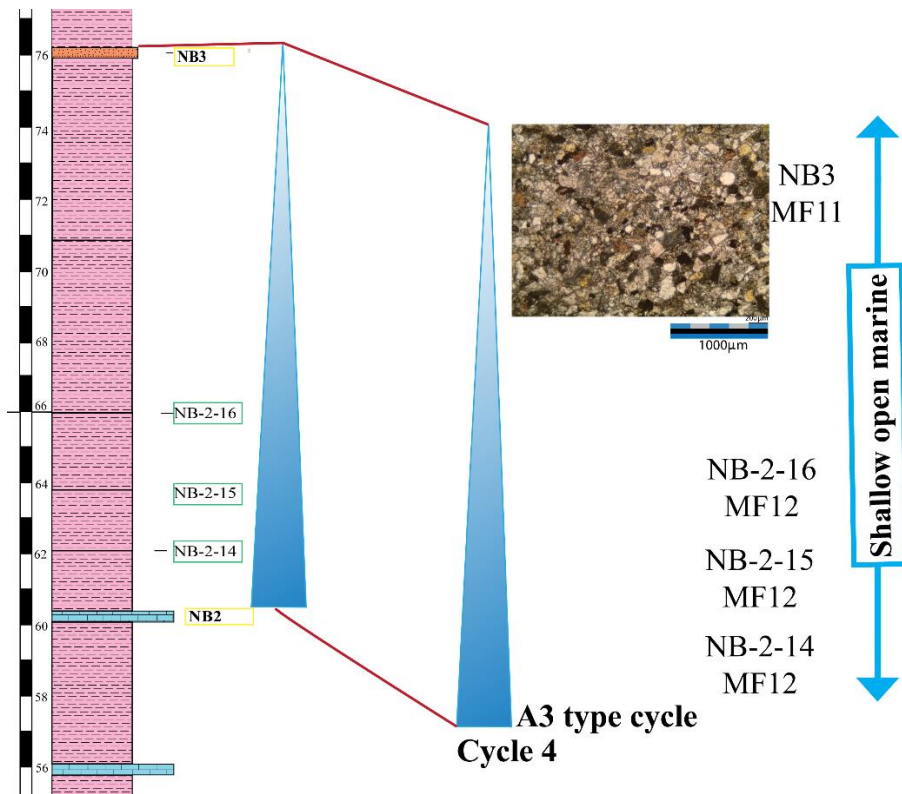 76
74
72
70
68
66
64
62
60
58
56
NB3
NB-2-16
NB-2-15
NB-2-14
NB2
A3 type cycle
Cycle 4
200µm
1000µm
NB3
MF11
NB-2-16
MF12
NB-2-15
MF12
NB-2-14
MF12
Shallow open marine